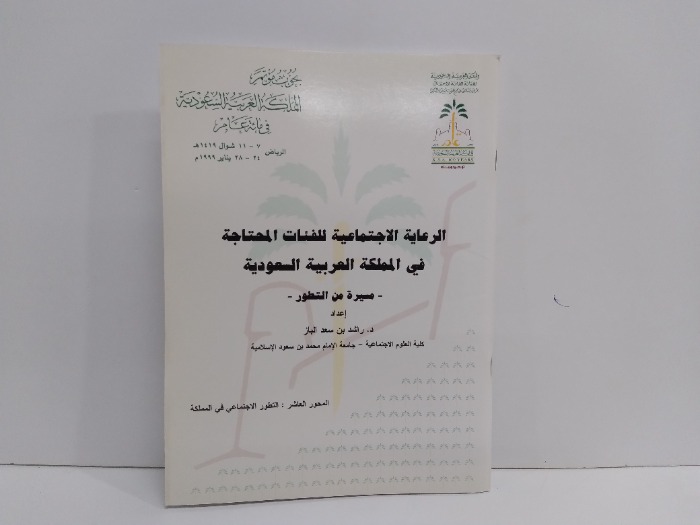 بحوث مؤتمر
المملكة العربية السعودية
في مائة عام
الرياض ٧ - ١١ شوال ١٤١٩هـ
٢٤ - ٢٨ يناير ١٩٩٩م
الرعاية الاجتماعية للفئات المحتاجة
في المملكة العربية السعودية
- مسيرة من التطور -
إعداد
د. راشد بن سعد الباز
كلية العلوم الاجتماعية - جامعة الإمام محمد بن سعود الإسلامية
المحور العاشر : التطور الاجتماعي في المملكة